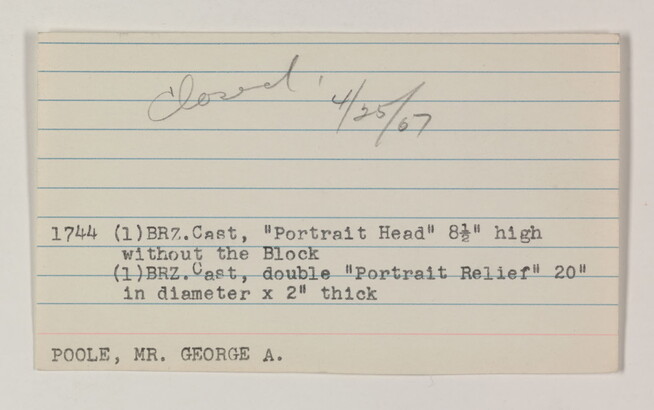 Closed. 4/25/67
1744 (1)BRZ.Cast, "Portrait Head" 8½" high
without the Block
(1)BRZ.Cast, double "Portrait Relief" 20"
in diameter x 2" thick
POOLE, MR. GEORGE A.